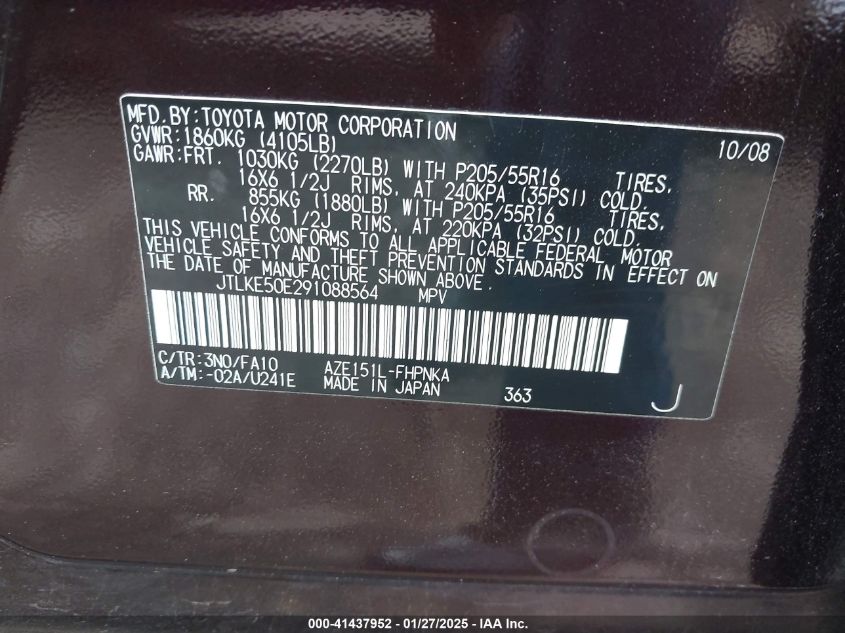 MFD.BY:TOYOTA MOTOR CORPORATION 10/08
GVWR:1860KG (4105LB)
GAWR:FRT. 1030KG (2270LB) WITH P205/55R16 TIRES,
16X6 1/2J RIMS, AT 240KPA (35PSI) COLD.
RR. 855KG (1880LB) WITH P205/55R16 TIRES,
16X6 1/2J RIMS, AT 220KPA (32PSI) COLD.
THIS VEHICLE CONFORMS TO ALL APPLICABLE FEDERAL MOTOR
VEHICLE SAFETY AND THEFT PREVENTION STANDARDS IN EFFECT ON
THE DATE OF MANUFACTURE SHOWN ABOVE.
JTLKE50E291088564 MPV
C/TR:3N0/FA10 AZE151L-FHPNKA
A/TM:-02A/U241E MADE IN JAPAN 363 J
000-41437952 - 01/27/2025 - IAA Inc.